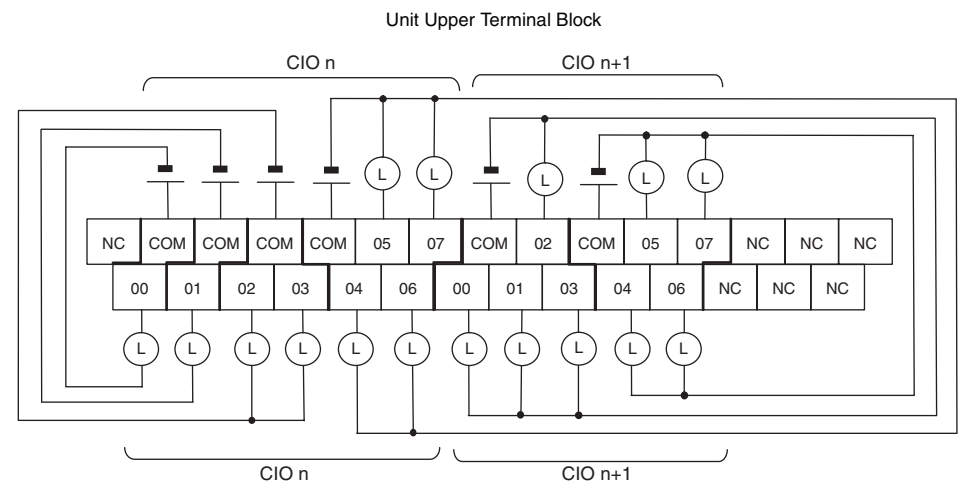 Unit Upper Terminal Block
CIO n CIO n+1
L L L L L
NC COM COM COM COM 05 07 COM 02 COM 05 07 NC NC NC
00 01 02 03 04 06 00 01 03 04 06 NC NC NC
L L L L L L L L L L L
CIO n CIO n+1